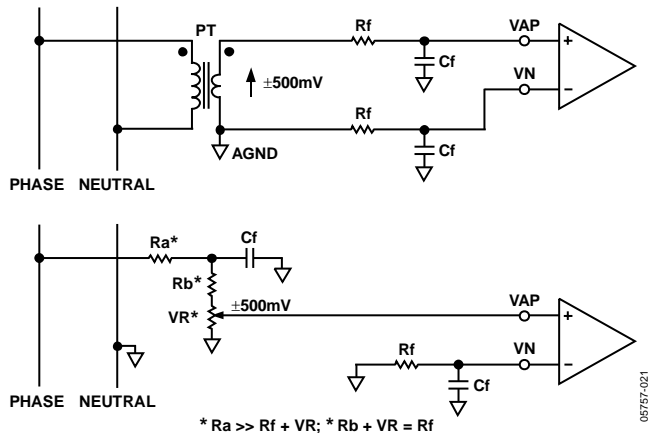 PT
Rf
VAP
Cf
VN
±500mV
Rf
Cf
AGND
PHASE NEUTRAL
Ra*
Cf
Rb*
VR*
±500mV
VAP
Rf
VN
Cf
PHASE NEUTRAL
* Ra >> Rf + VR; * Rb + VR = Rf
05757-021